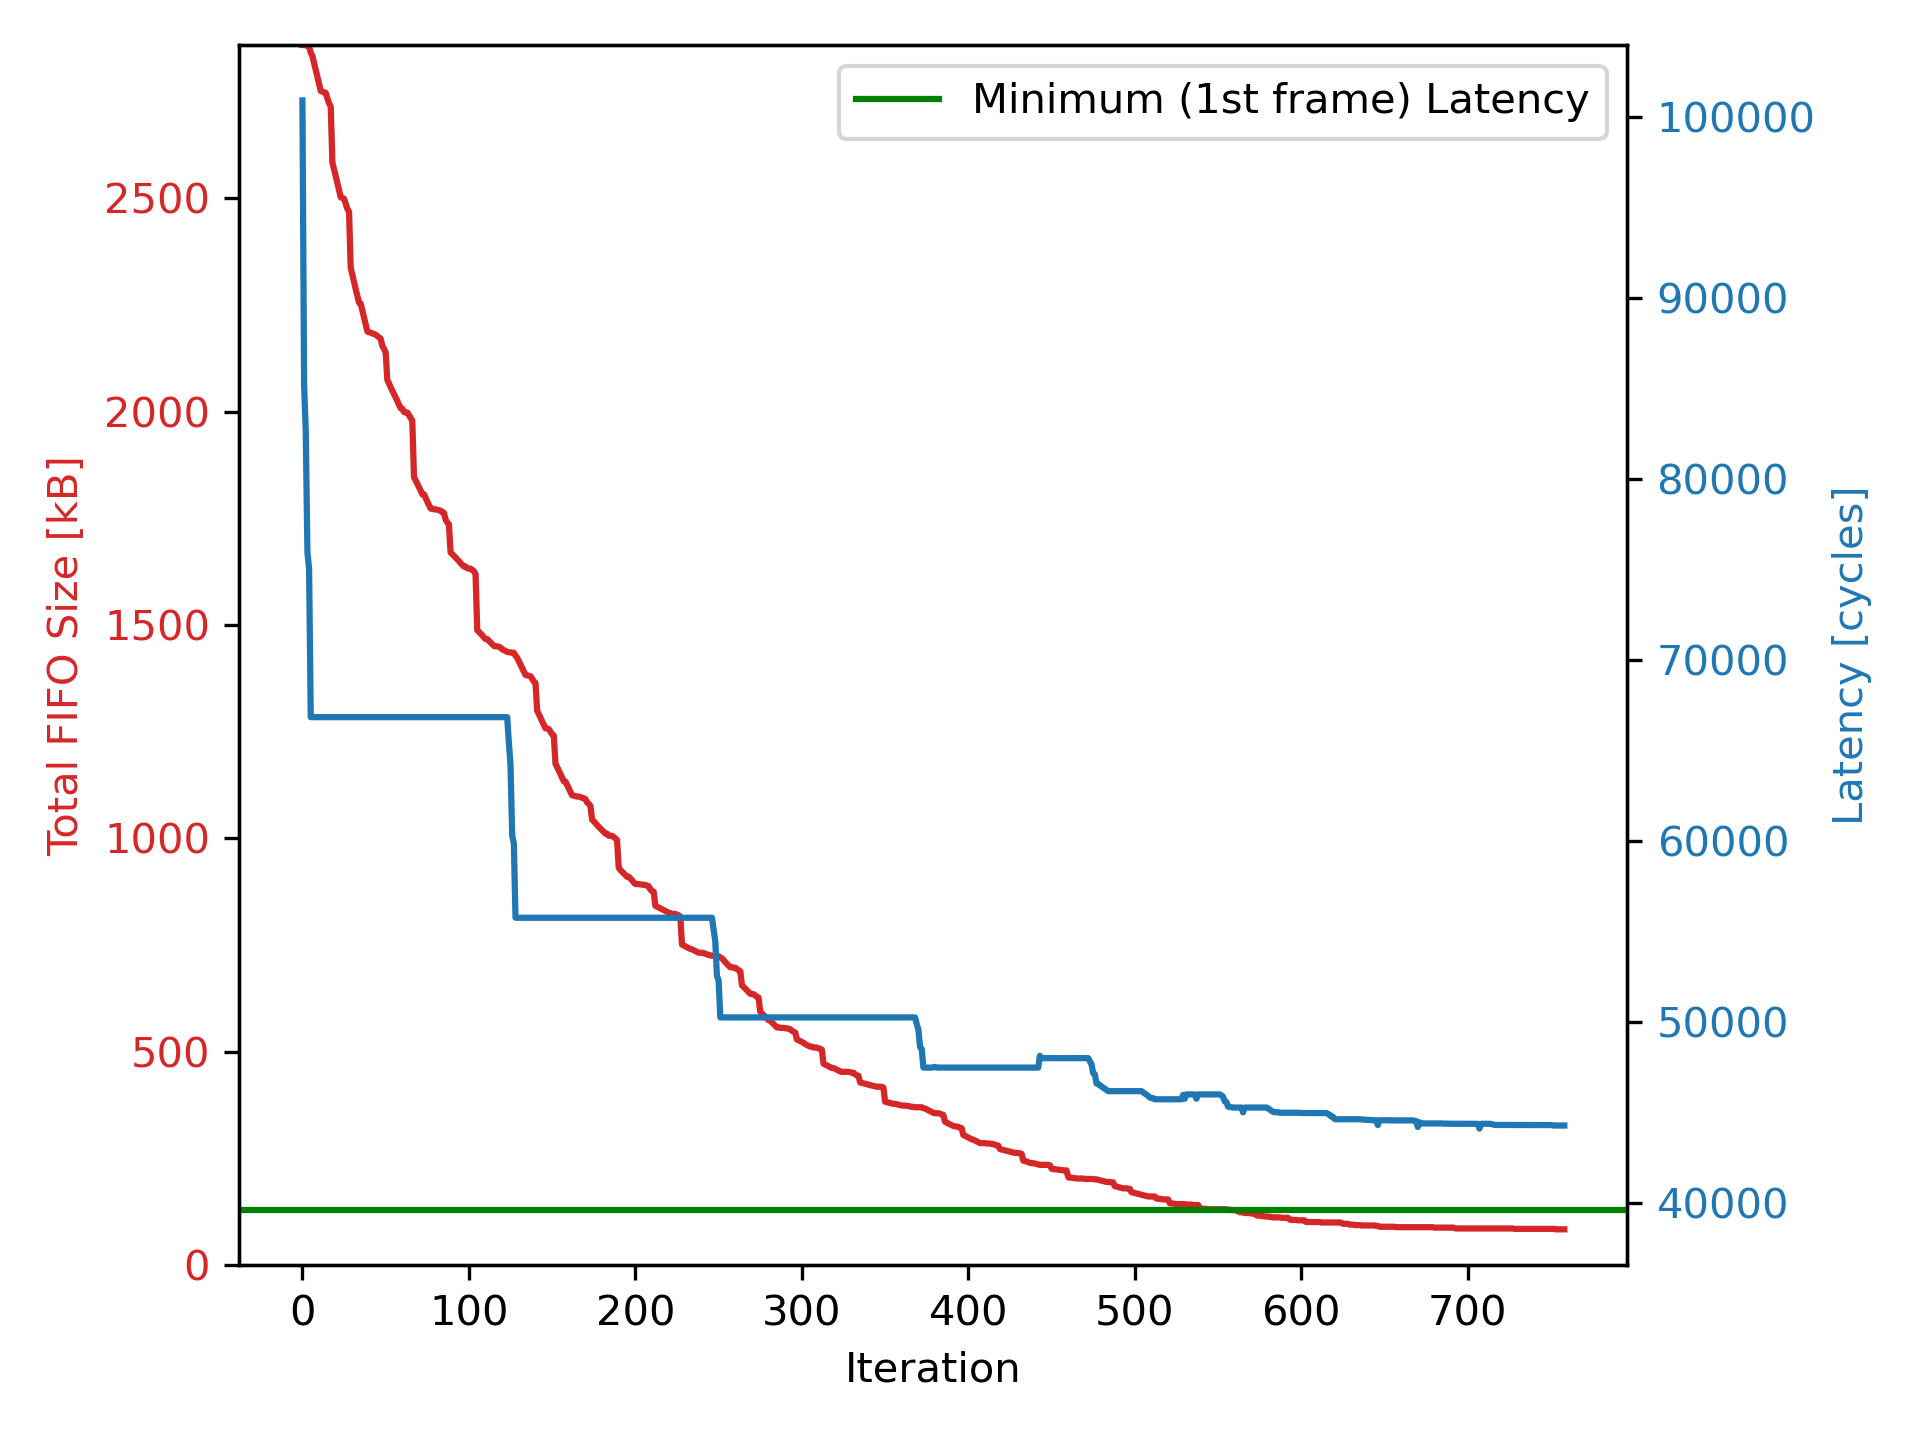 Minimum (1st frame) Latency
Total FIFO Size [kB]
2500
2000
1500
1000
500
0
100000
90000
80000
70000
60000
50000
40000
Latency [cycles]
0 100 200 300 400 500 600 700
Iteration